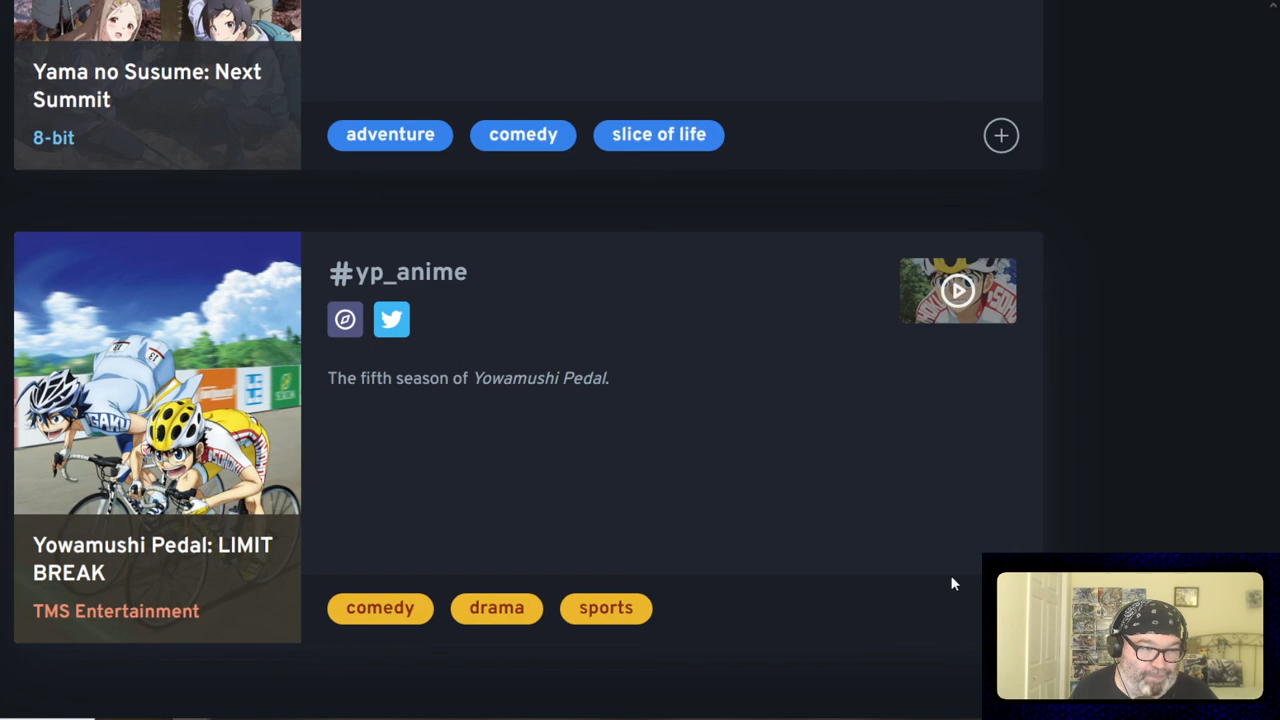 Yama no Susume: Next
Summit
8-bit
adventure
comedy
slice of life
#yp_anime
The fifth season of Yowamushi Pedal.
Yowamushi Pedal: LIMIT
BREAK
TMS Entertainment
comedy
drama
sports